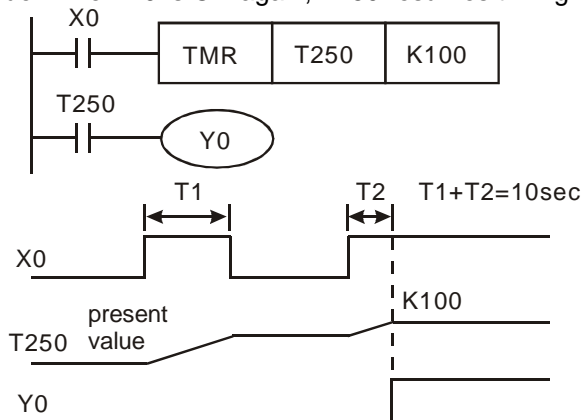 X0
TMR T250 K100
T250
Y0
T1 T2 T1+T2=10sec
X0
K100
present
T250 value
Y0